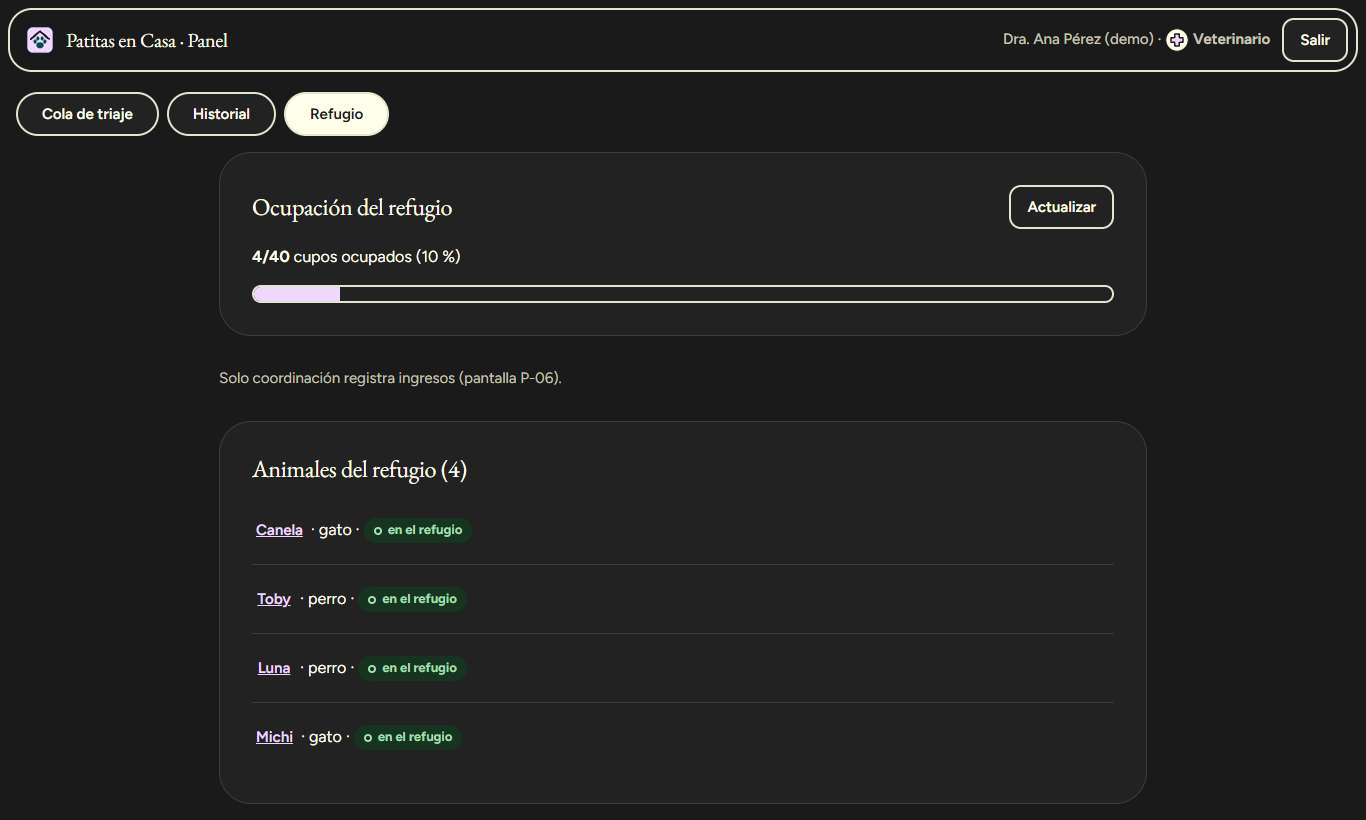 Patitas en Casa · Panel
Dra. Ana Pérez (demo) · Veterinario
Salir
Cola de triaje
Historial
Refugio
Ocupación del refugio
Actualizar
4/40 cupos ocupados (10 %)
Solo coordinación registra ingresos (pantalla P-06).
Animales del refugio (4)
Canela · gato · en el refugio
Toby · perro · en el refugio
Luna · perro · en el refugio
Michi · gato · en el refugio